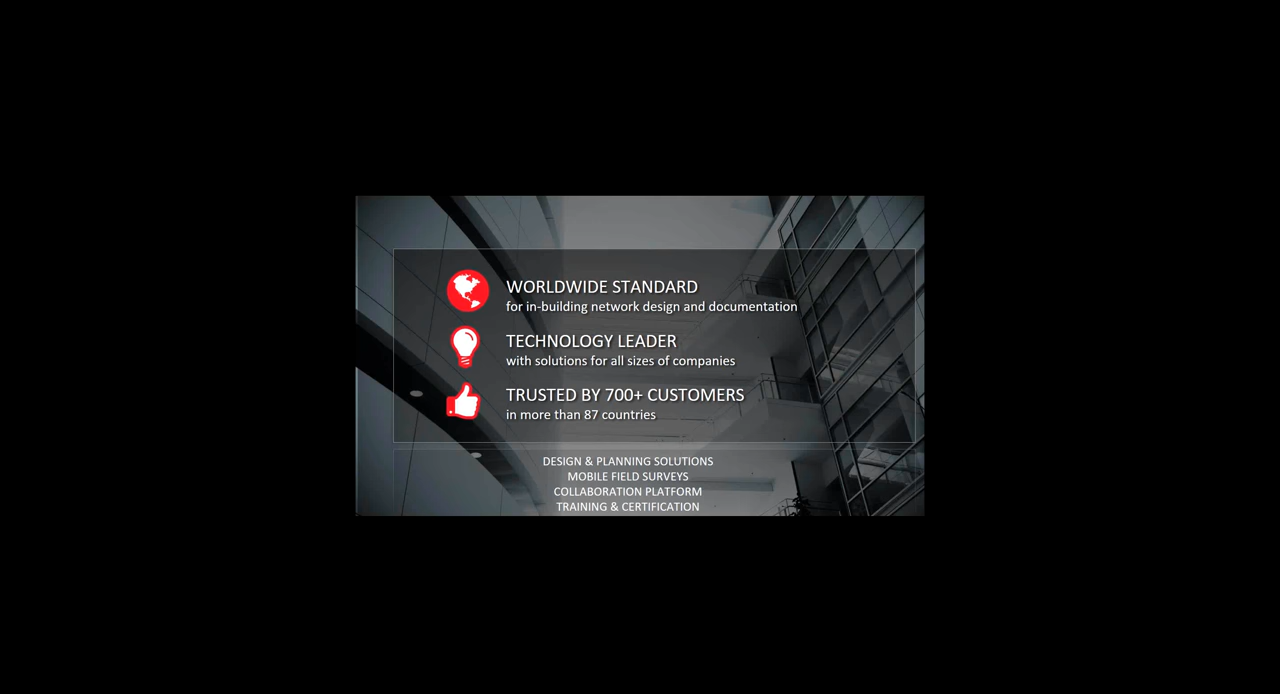 WORLDWIDE STANDARD
for in-building network design and documentation
TECHNOLOGY LEADER
with solutions for all sizes of companies
TRUSTED BY 700+ CUSTOMERS
in more than 87 countries
DESIGN & PLANNING SOLUTIONS
MOBILE FIELD SURVEYS
COLLABORATION PLATFORM
TRAINING & CERTIFICATION